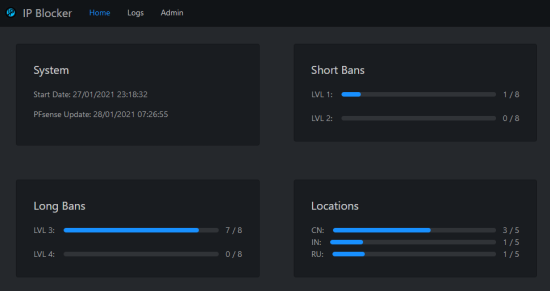 IP Blocker Home Logs Admin
System
Start Date: 27/01/2021 23:18:32
PFsense Update: 28/01/2021 07:26:55
Short Bans
LVL 1: 1 / 8
LVL 2: 0 / 8
Long Bans
LVL 3: 7 / 8
LVL 4: 0 / 8
Locations
CN: 3 / 5
IN: 1 / 5
RU: 1 / 5